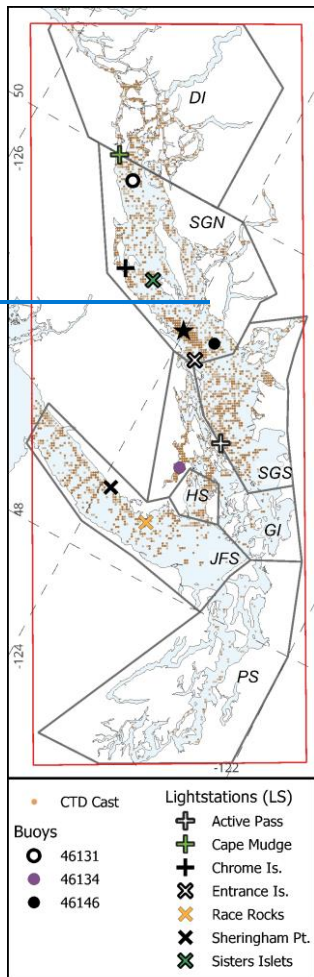 DI
50
-126
SGN
SGS
HS
GI
48
JFS
-124
PS
-122
CTD Cast
Buoys
46131
46134
46146
Lightstations (LS)
Active Pass
Cape Mudge
Chrome Is.
Entrance Is.
Race Rocks
Sheringham Pt.
Sisters Islets